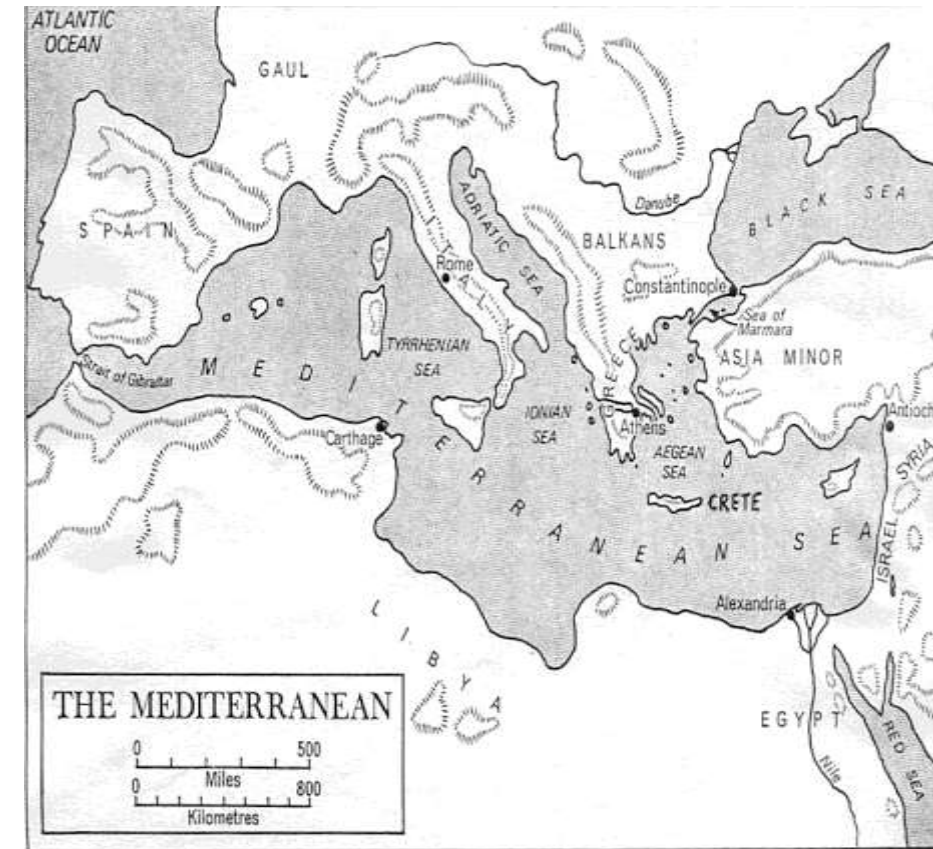 ATLANTIC
OCEAN
GAUL
SPAIN
ADRIATIC SEA
Danube
BLACK SEA
BALKANS
ITALY
Rome
Constantinople
Sea of
Marmara
ASIA MINOR
GREECE
TYRRHENIAN
SEA
Strait of Gibraltar
MEDITERRANEAN SEA
IONIAN
SEA
Athens
Antioch
Carthage
AEGEAN
SEA
SYRIA
CRETE
ISRAEL
Alexandria
LIBYA
EGYPT
RED SEA
Nile
THE MEDITERRANEAN
0 500
Miles
0 800
Kilometres